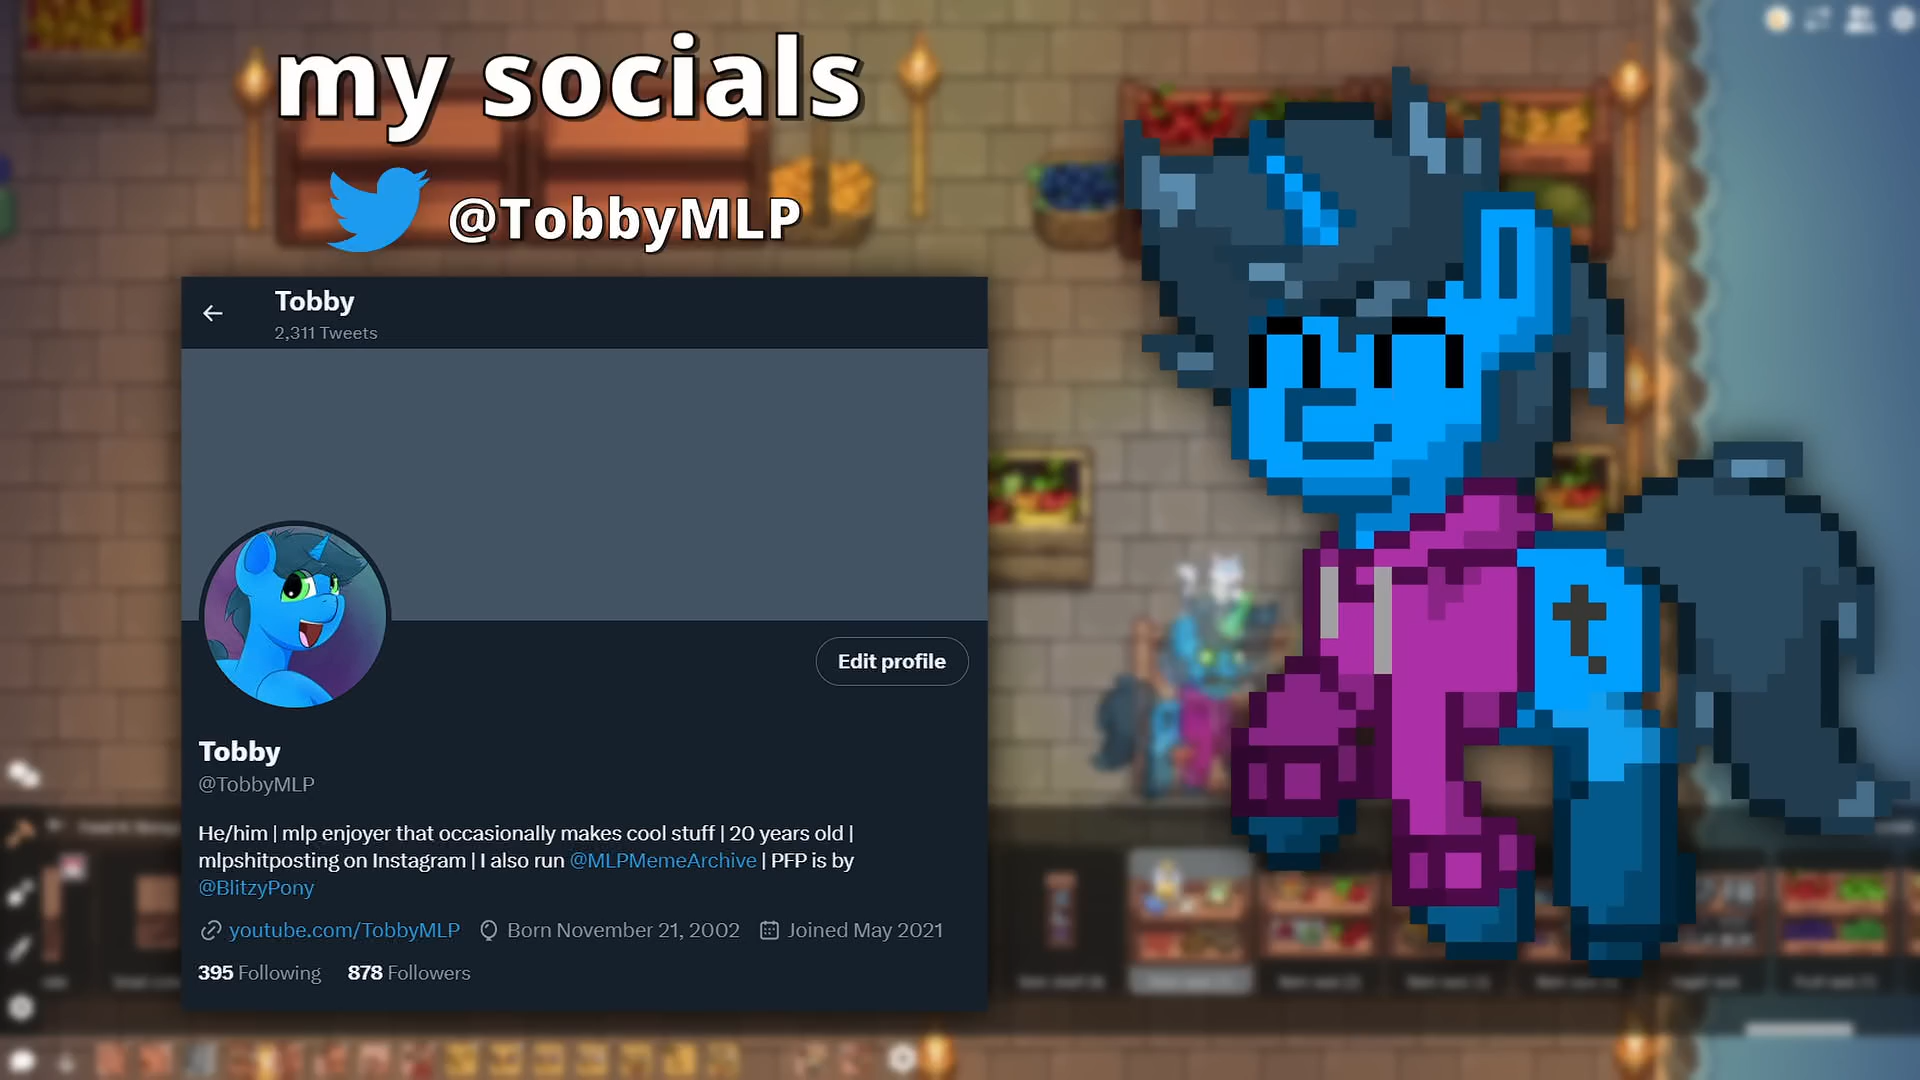 my socials
@TobbyMLP
Tobby
2,311 Tweets
Edit profile
Tobby
@TobbyMLP
He/him | mlp enjoyer that occasionally makes cool stuff | 20 years old |
mlpshitposting on Instagram | I also run @MLPMemeArchive | PFP is by
@BlitzyPony
youtube.com/TobbyMLP Born November 21, 2002 Joined May 2021
395 Following 878 Followers